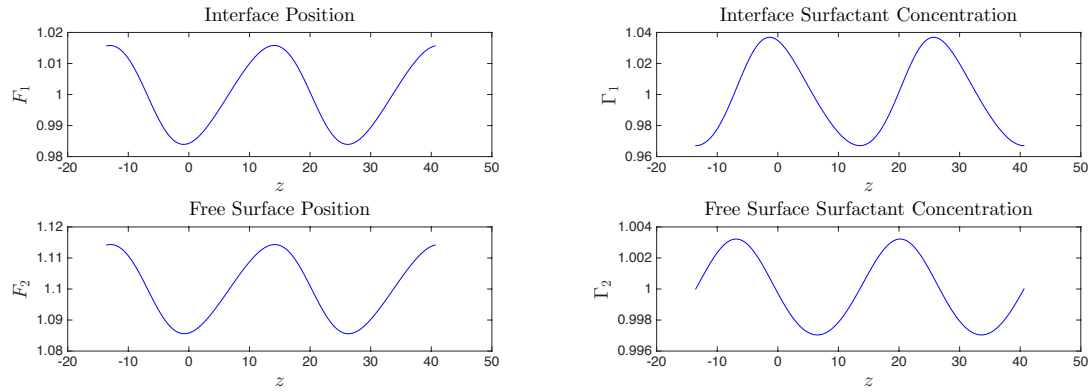 Interface Position
1.02
1.01
1
0.99
0.98
F1
-20 -10 0 10 20 30 40 50
z
Interface Surfactant Concentration
1.04
1.02
1
0.98
0.96
Γ1
-20 -10 0 10 20 30 40 50
z
Free Surface Position
1.12
1.11
1.1
1.09
1.08
F2
-20 -10 0 10 20 30 40 50
z
Free Surface Surfactant Concentration
1.004
1.002
1
0.998
0.996
Γ2
-20 -10 0 10 20 30 40 50
z